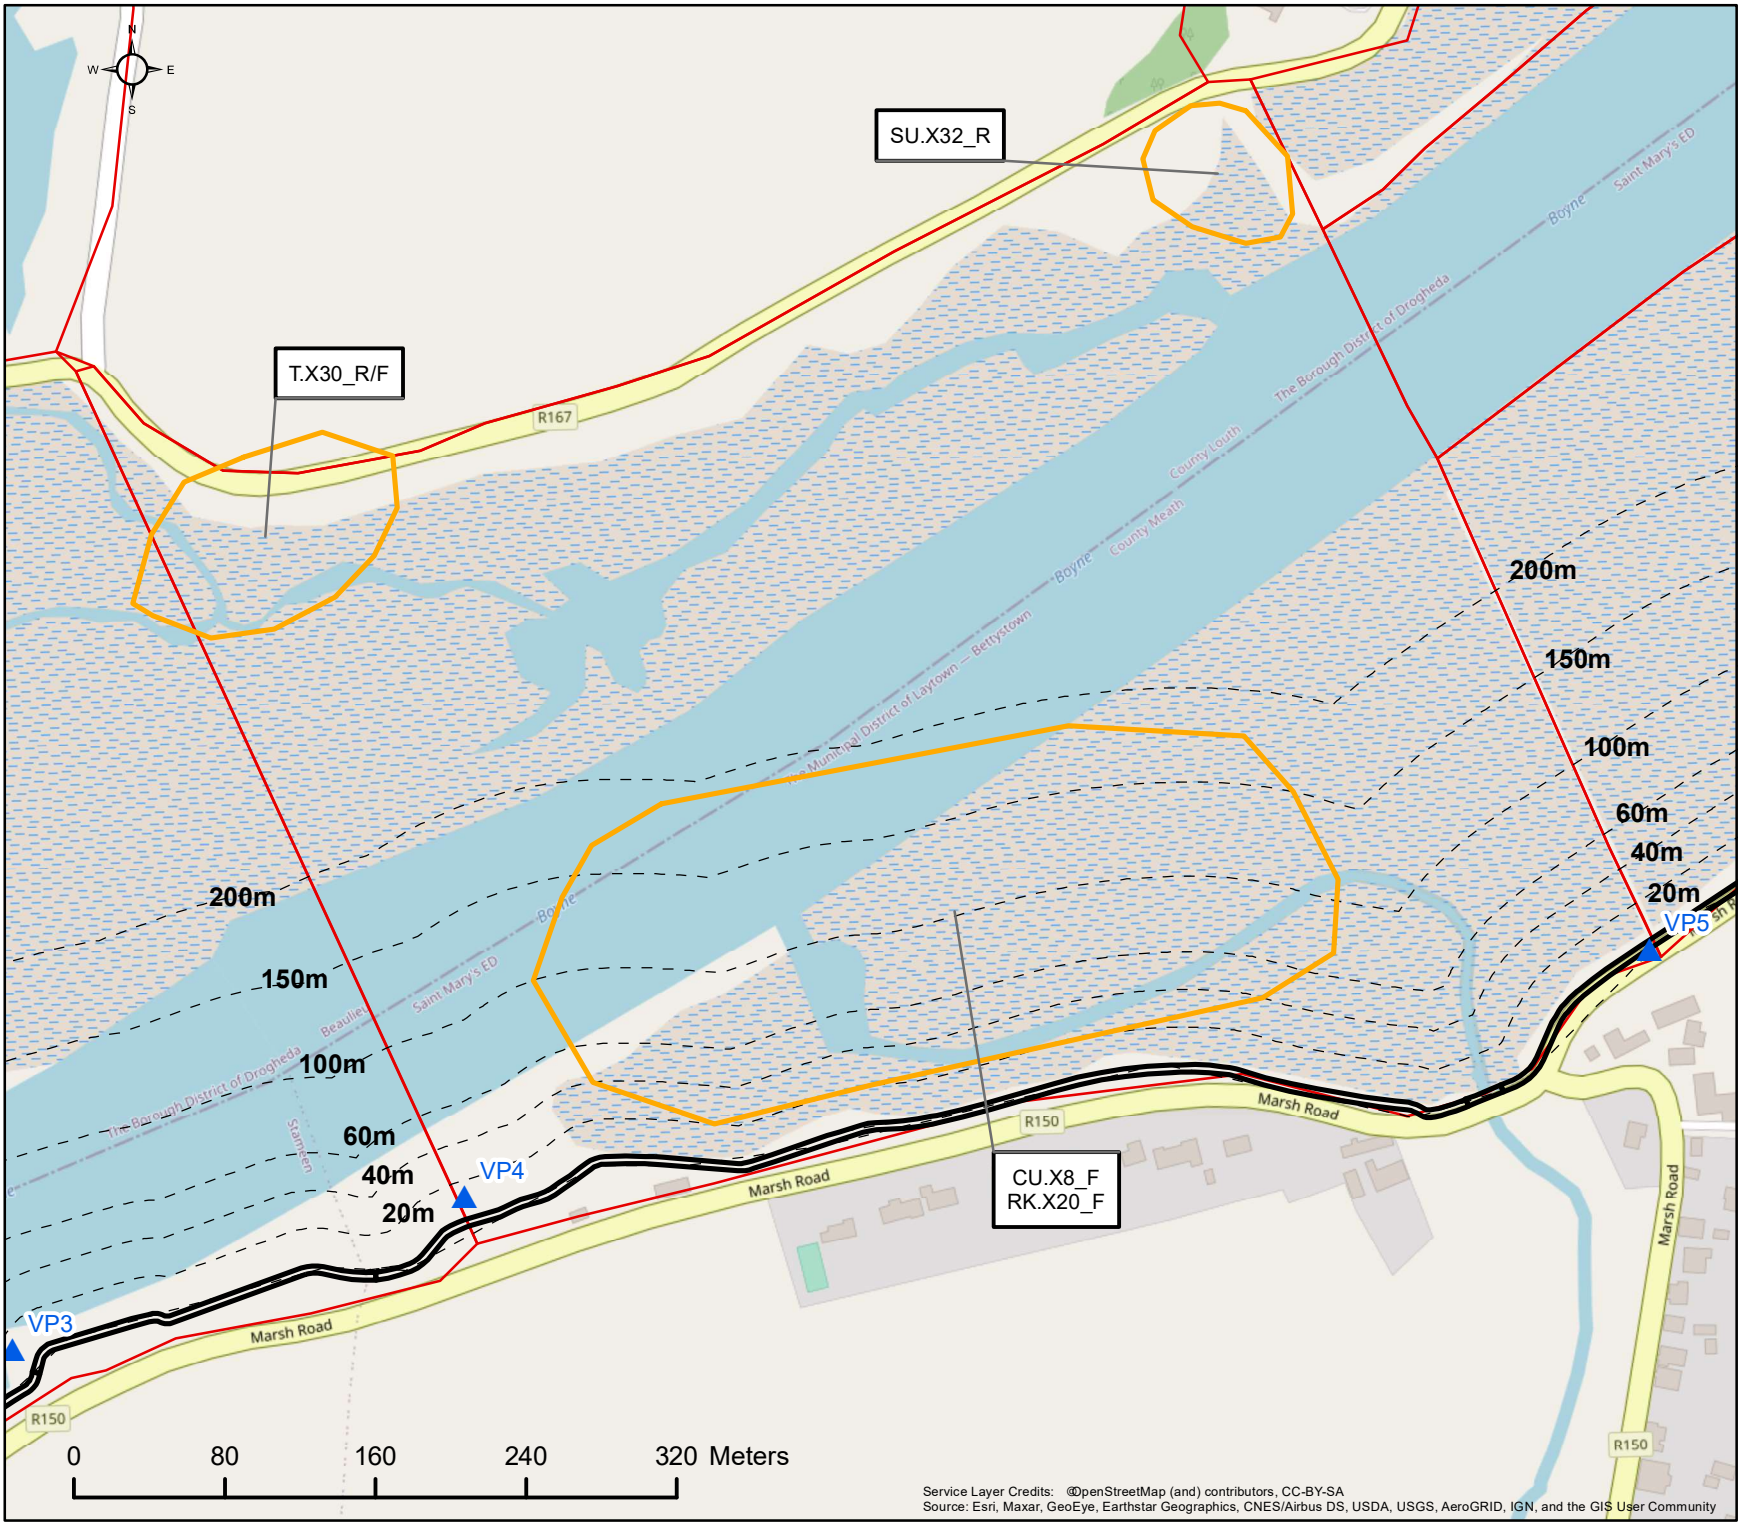 N
W E
S
SU.X32_R
Saint Mary's ED
Boyne
The Borough District of Drogheda
T.X30_R/F
R167
County Louth
County Meath
Boyne
200m
The Municipal District of Laytown — Bettystown
150m
100m
60m
40m
20m
VP5
Marsh Road
200m
Boyne
150m
Saint Mary's ED
Beaulieu
100m
The Borough District of Drogheda
Stameen
60m
40m
20m
VP4
Marsh Road
R150
Marsh Road
CU.X8_F
RK.X20_F
Marsh Road
VP3
Marsh Road
R150
R150
0 80 160 240 320 Meters
Service Layer Credits: ©OpenStreetMap (and) contributors, CC-BY-SA
Source: Esri, Maxar, GeoEye, Earthstar Geographics, CNES/Airbus DS, USDA, USGS, AeroGRID, IGN, and the GIS User Community